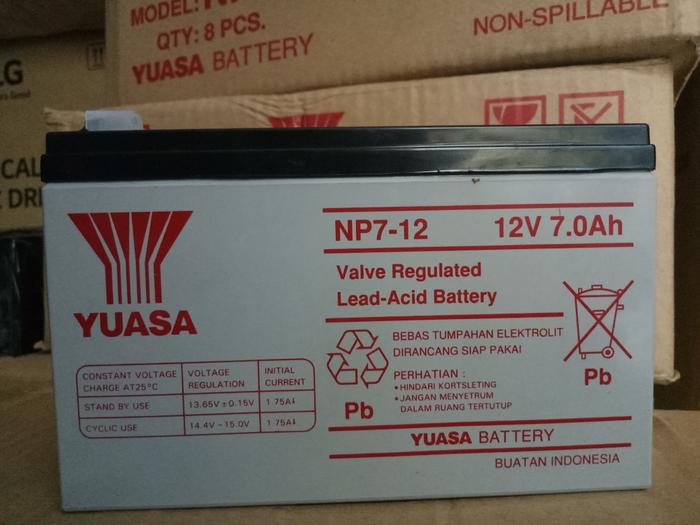 MODEL:
QTY: 8 PCS.
YUASA BATTERY
NON-SPILLABLE
LG
CAL
DRI
NP7-12 12V 7.0Ah
Valve Regulated
Lead-Acid Battery
YUASA
CONSTANT VOLTAGE CHARGE AT25°C VOLTAGE REGULATION INITIAL CURRENT
STAND BY USE 13.65V ± 0.15V 1.75A
CYCLIC USE 14.4V ~ 15.0V 1.75A
BEBAS TUMPAHAN ELEKTROLIT
DIRANCANG SIAP PAKAI
PERHATIAN :
• HINDARI KORTSLETING
• JANGAN MENYETRUM
DALAM RUANG TERTUTUP
Pb
Pb
YUASA BATTERY
BUATAN INDONESIA